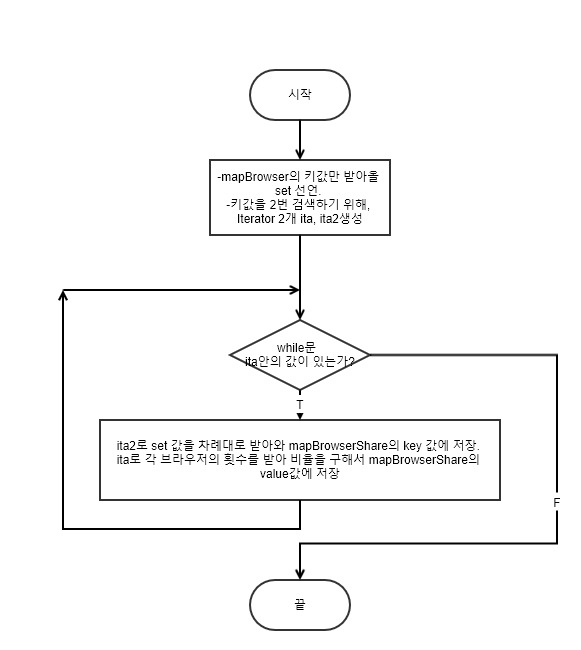 시작
-mapBrowser의 키값만 받아올
set 선언.
-키값을 2번 검색하기 위해,
Iterator 2개 ita, ita2생성
while문
ita안의 값이 있는가?
T
ita2로 set 값을 차례대로 받아와 mapBrowserShare의 key 값에 저장.
ita로 각 브라우저의 횟수를 받아 비율을 구해서 mapBrowserShare의
value값에 저장
F
끝